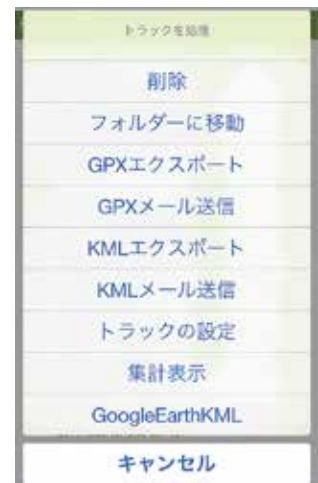 トラックを処理
削除
フォルダーに移動
GPXエクスポート
GPXメール送信
KMLエクスポート
KMLメール送信
トラックの設定
集計表示
GoogleEarthKML
キャンセル